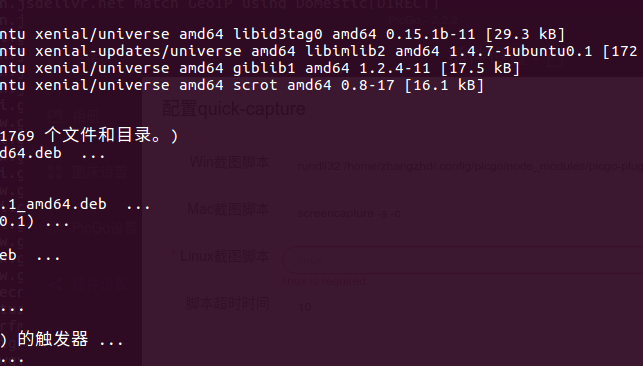 n.jsdelivr.net match GeoIP using Domestic[DIRECT]
ntu xenial/universe amd64 libid3tag0 amd64 0.15.1b-11 [29.3 kB]
ntu xenial-updates/universe amd64 libimlib2 amd64 1.4.7-1ubuntu0.1 [172
ntu xenial/universe amd64 giblib1 amd64 1.2.4-11 [17.5 kB]
ntu xenial/universe amd64 scrot amd64 0.8-17 [16.1 kB]
配置quick-capture
1769 个文件和目录。)
d64.deb ...
Win截图脚本
.1_amd64.deb ...
Mac截图脚本
screencapture -i -c
0.1) ...
eb ...
* Linux截图脚本
...
脚本超时时间
10
) 的触发器 ...
...